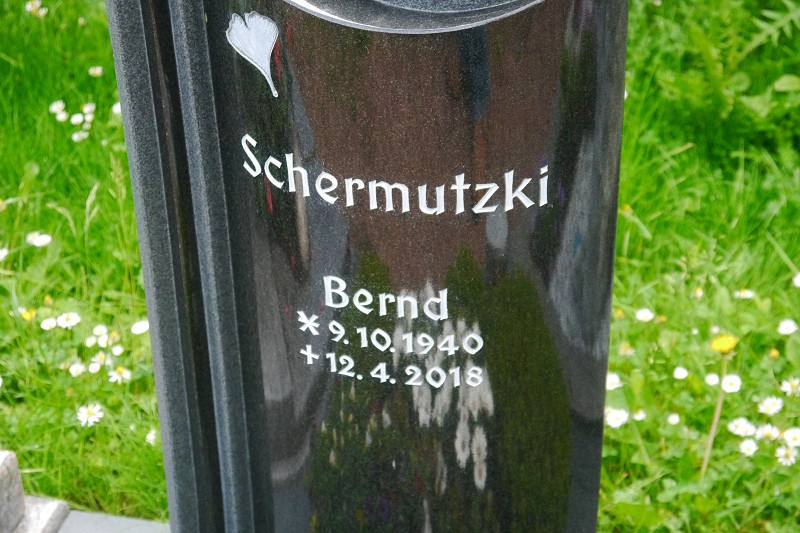 Schermutzki
Bernd
* 9.10.1940
+ 12.4.2018